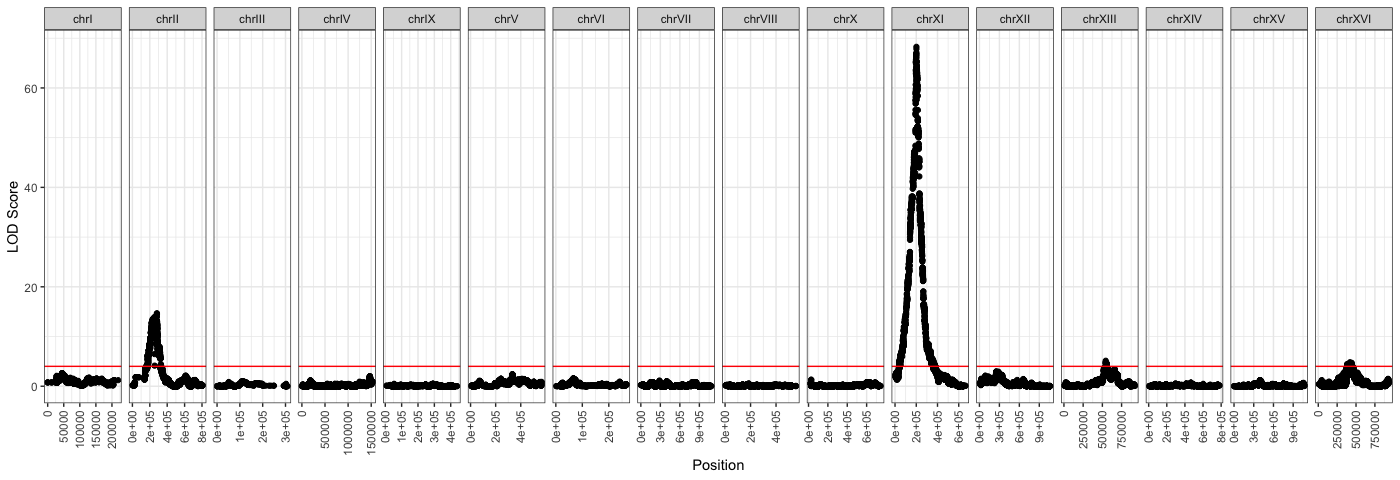 chrI chrII chrIII chrIV chrIX chrV chrVI chrVII chrVIII chrX chrXI chrXII chrXIII chrXIV chrXV chrXVI
60
40
20
0
LOD Score
0 50000 100000 150000 200000 0e+00 2e+05 4e+05 6e+05 8e+05 0e+00 1e+05 2e+05 3e+05 0 500000 1000000 1500000 0e+00 1e+05 2e+05 3e+05 4e+05 0e+00 2e+05 4e+05 0e+00 1e+05 2e+05 0e+00 3e+05 6e+05 9e+05 0e+00 2e+05 4e+05 0e+00 2e+05 4e+05 6e+05 0e+00 2e+05 4e+05 6e+05 0e+00 3e+05 6e+05 9e+05 0 250000 500000 750000 0e+00 2e+05 4e+05 6e+05 8e+05 0e+00 3e+05 6e+05 9e+05 0 250000 500000 750000
Position